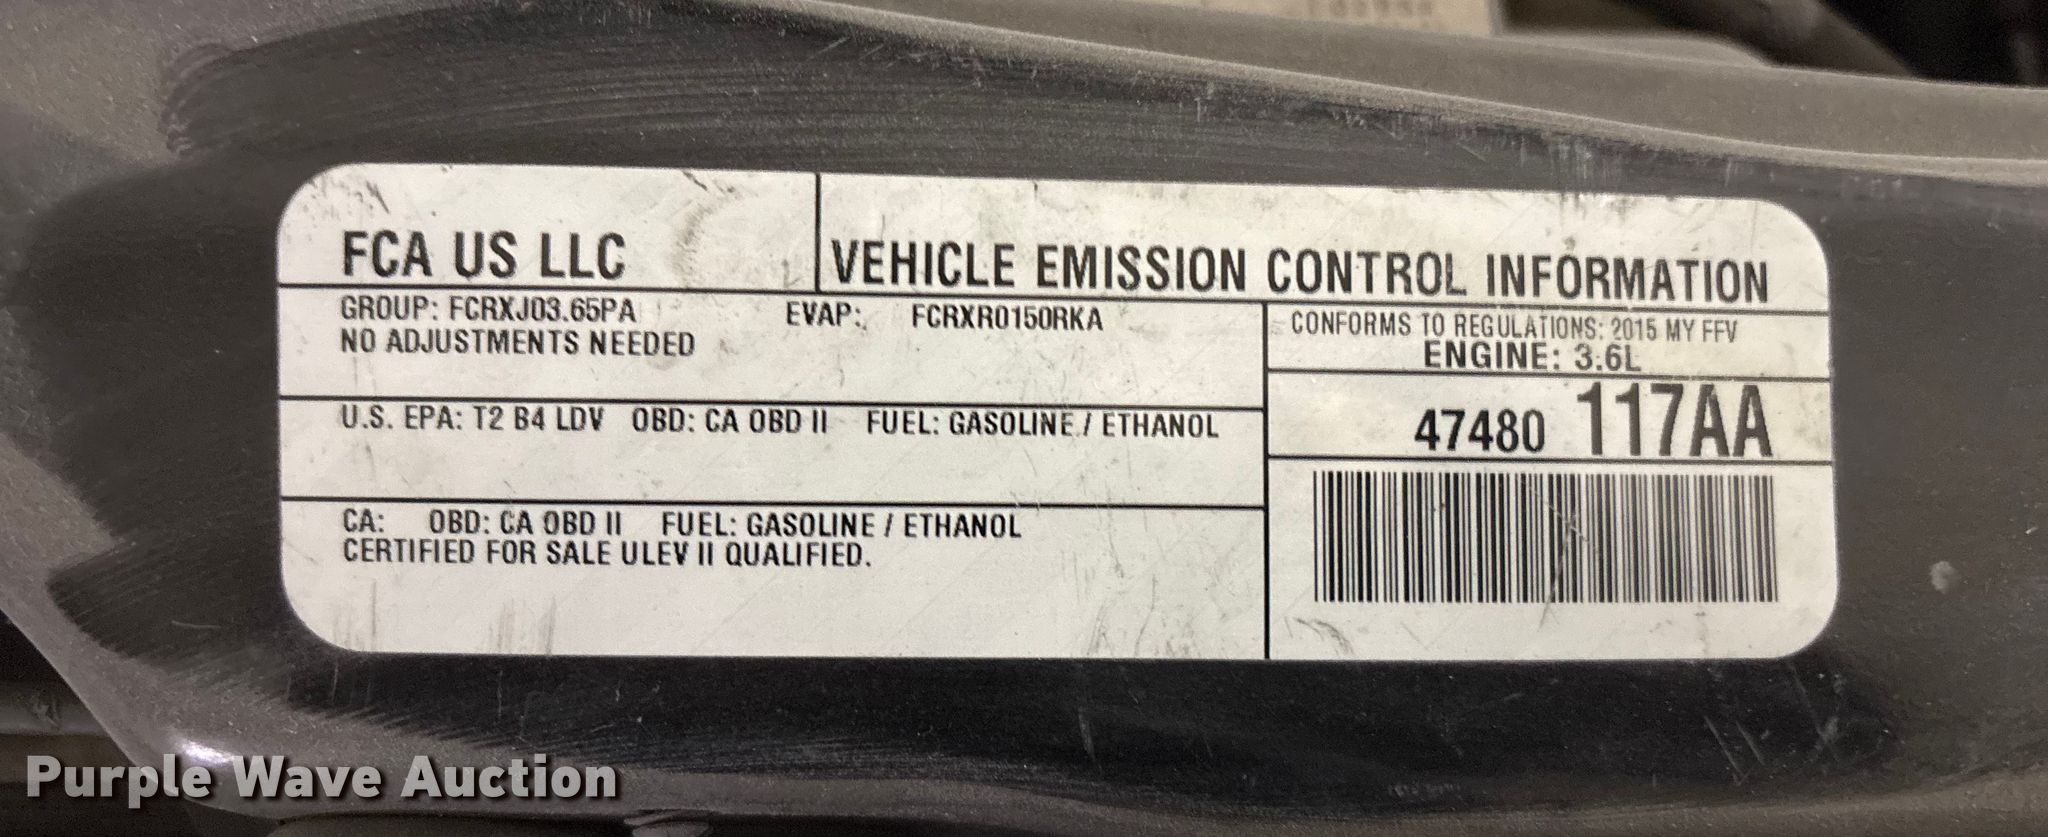 FCA US LLC
VEHICLE EMISSION CONTROL INFORMATION
GROUP: FCRXJ03.65PA
EVAP: FCRXR0150RKA
NO ADJUSTMENTS NEEDED
CONFORMS TO REGULATIONS: 2015 MY FFV
ENGINE: 3.6L
U.S. EPA: T2 B4 LDV OBD: CA OBD II FUEL: GASOLINE / ETHANOL
47480 117AA
CA: OBD: CA OBD II FUEL: GASOLINE / ETHANOL
CERTIFIED FOR SALE ULEV II QUALIFIED.
Purple Wave Auction